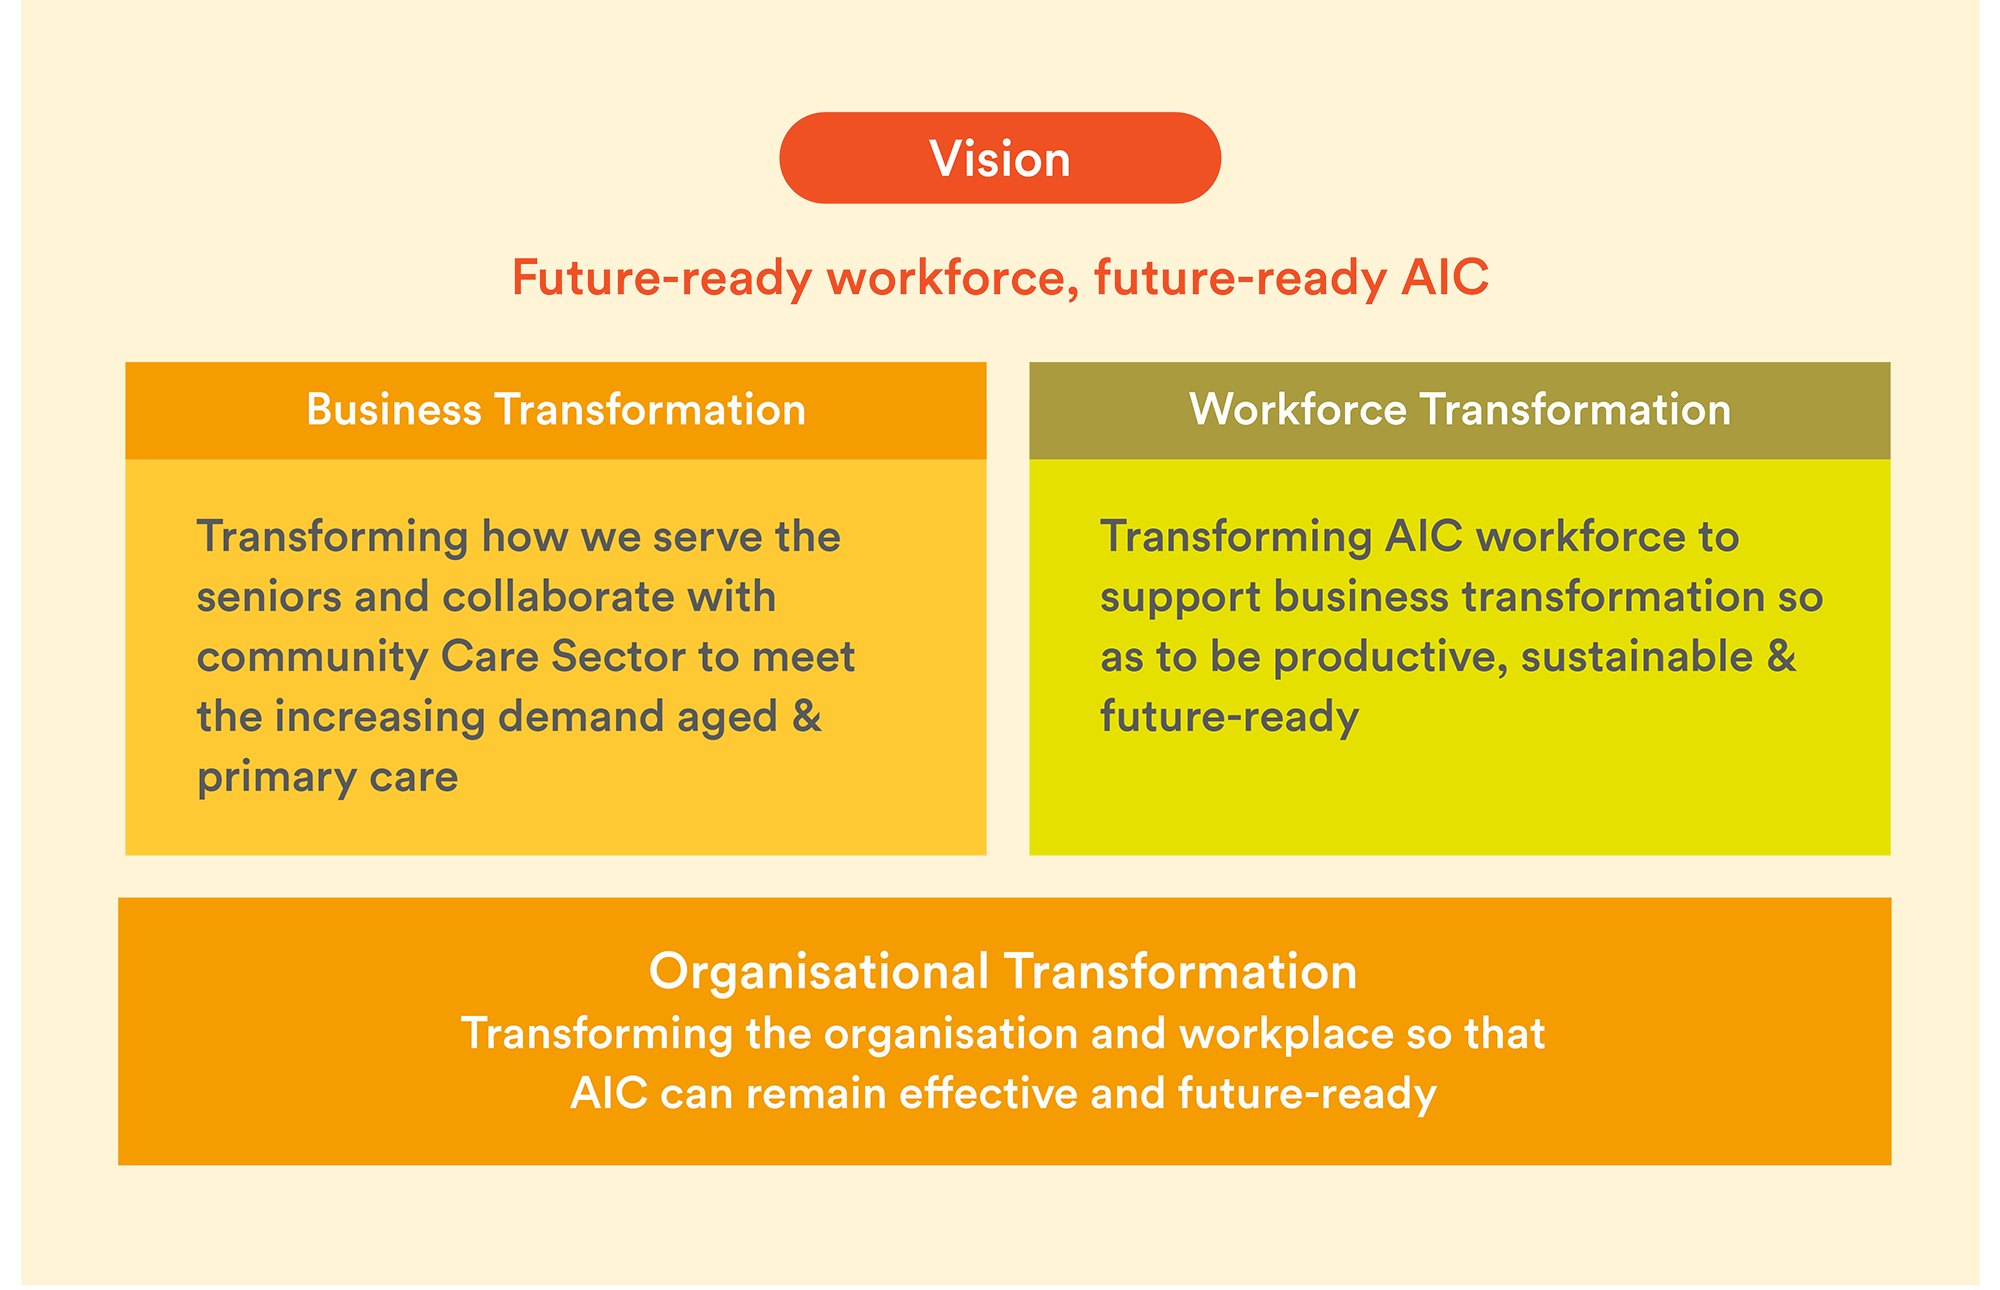 Vision
Future-ready workforce, future-ready AIC
Business Transformation
Transforming how we serve the
seniors and collaborate with
community Care Sector to meet
the increasing demand aged &
primary care
Workforce Transformation
Transforming AIC workforce to
support business transformation so
as to be productive, sustainable &
future-ready
Organisational Transformation
Transforming the organisation and workplace so that
AIC can remain effective and future-ready